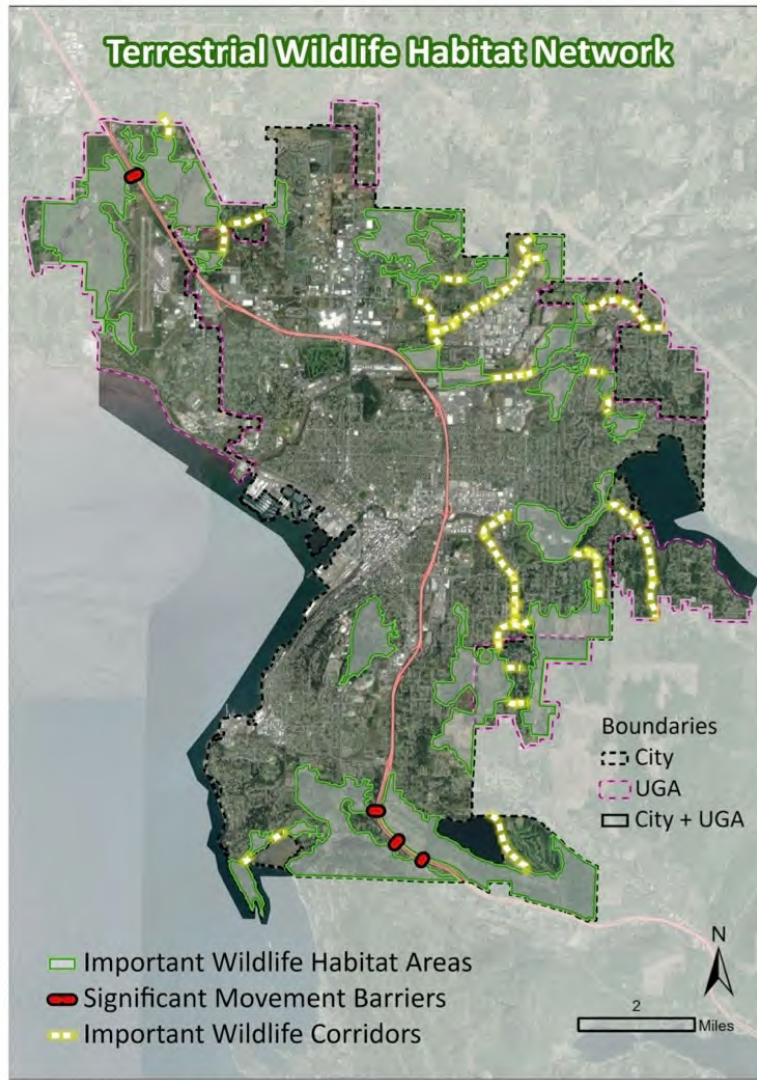 Terrestrial Wildlife Habitat Network
Boundaries
City
UGA
City + UGA
N
2
Miles
Important Wildlife Habitat Areas
Significant Movement Barriers
Important Wildlife Corridors